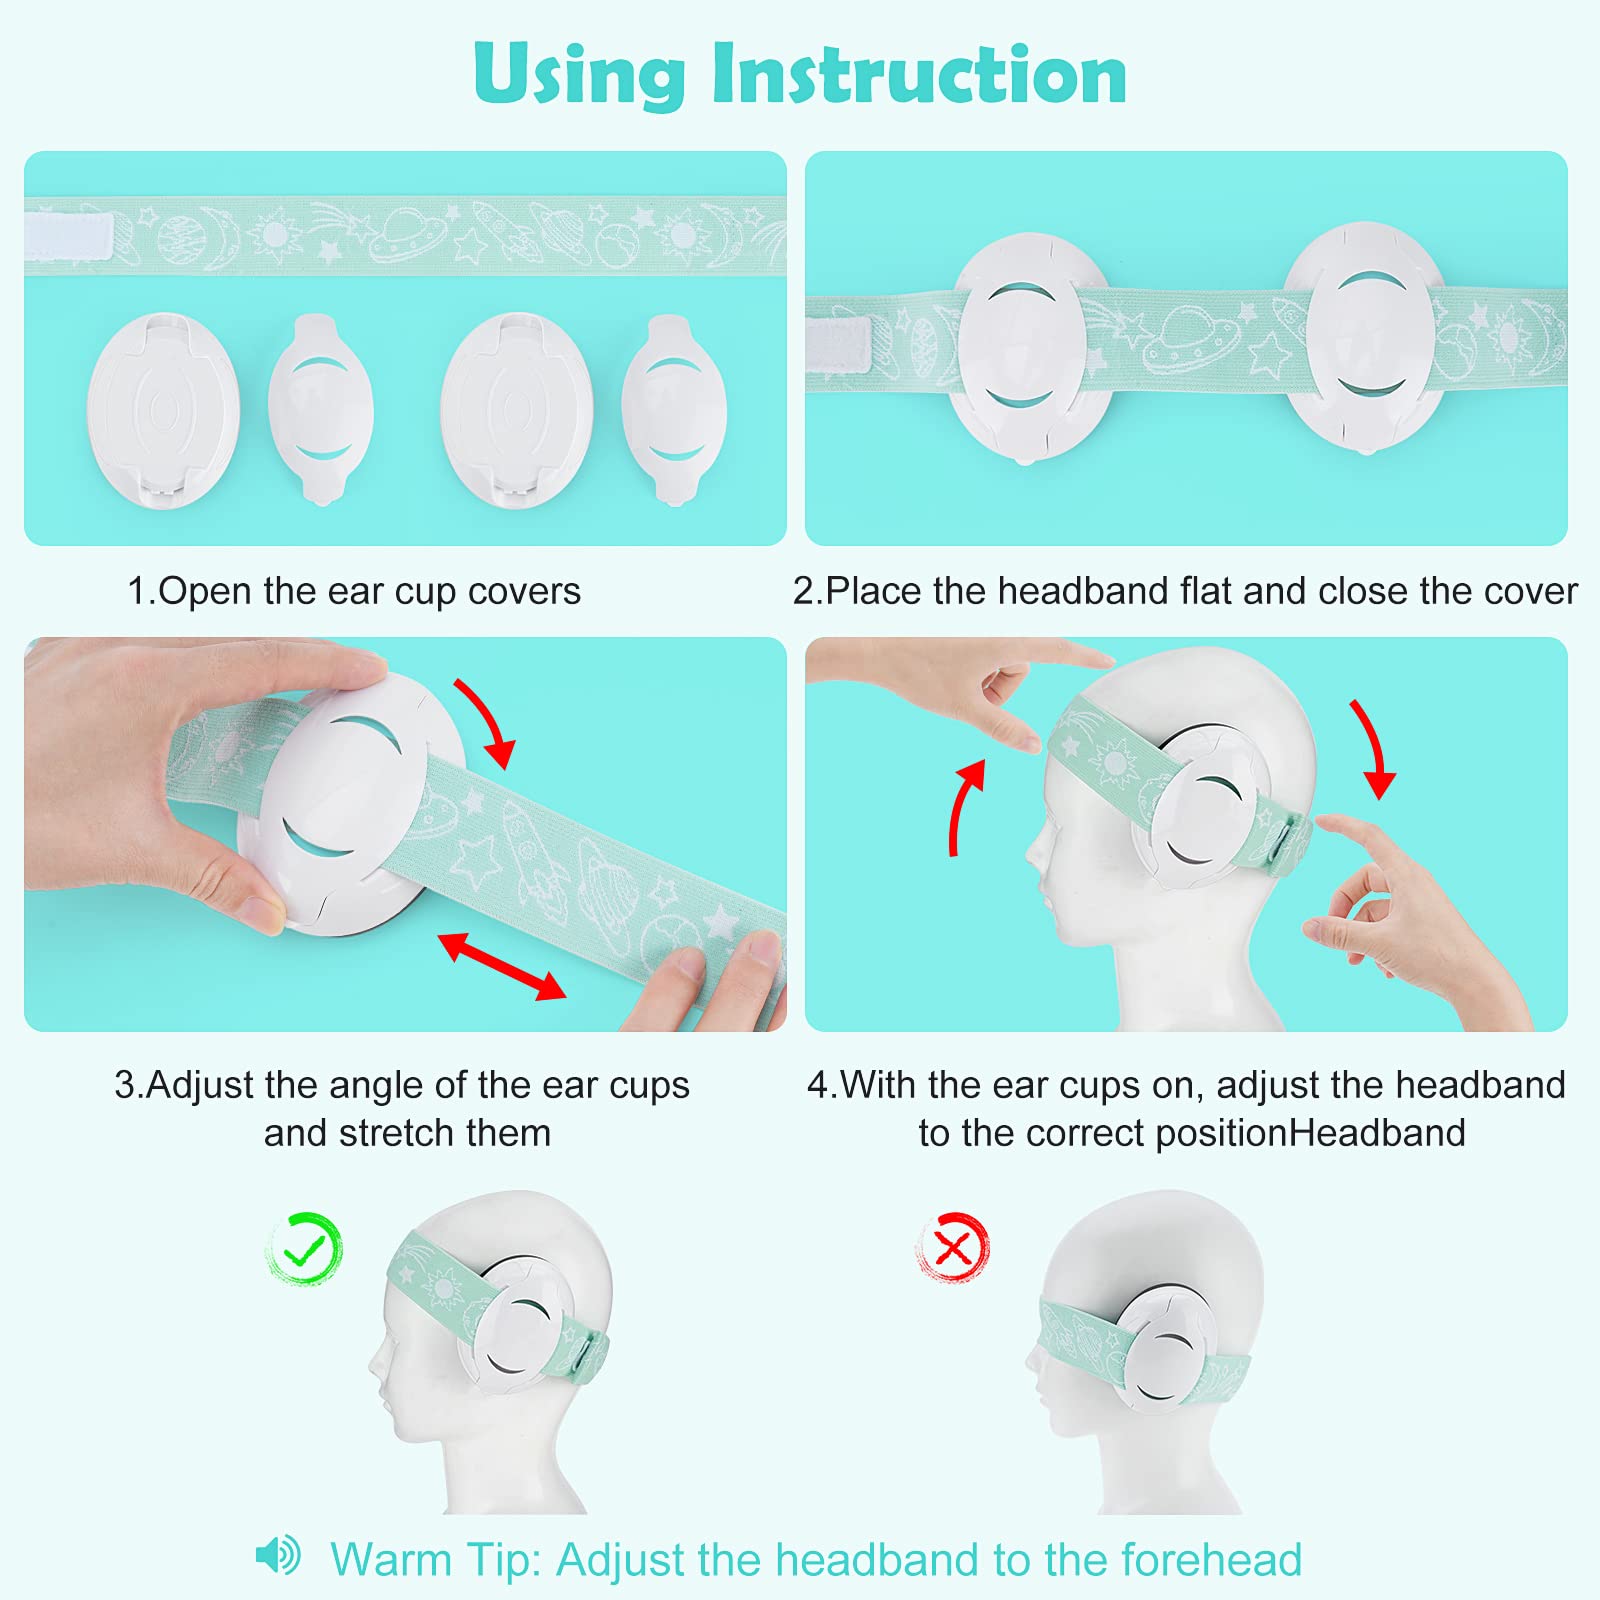 Using Instruction
1.Open the ear cup covers
2.Place the headband flat and close the cover
3.Adjust the angle of the ear cups
and stretch them
4.With the ear cups on, adjust the headband
to the correct positionHeadband
Warm Tip: Adjust the headband to the forehead